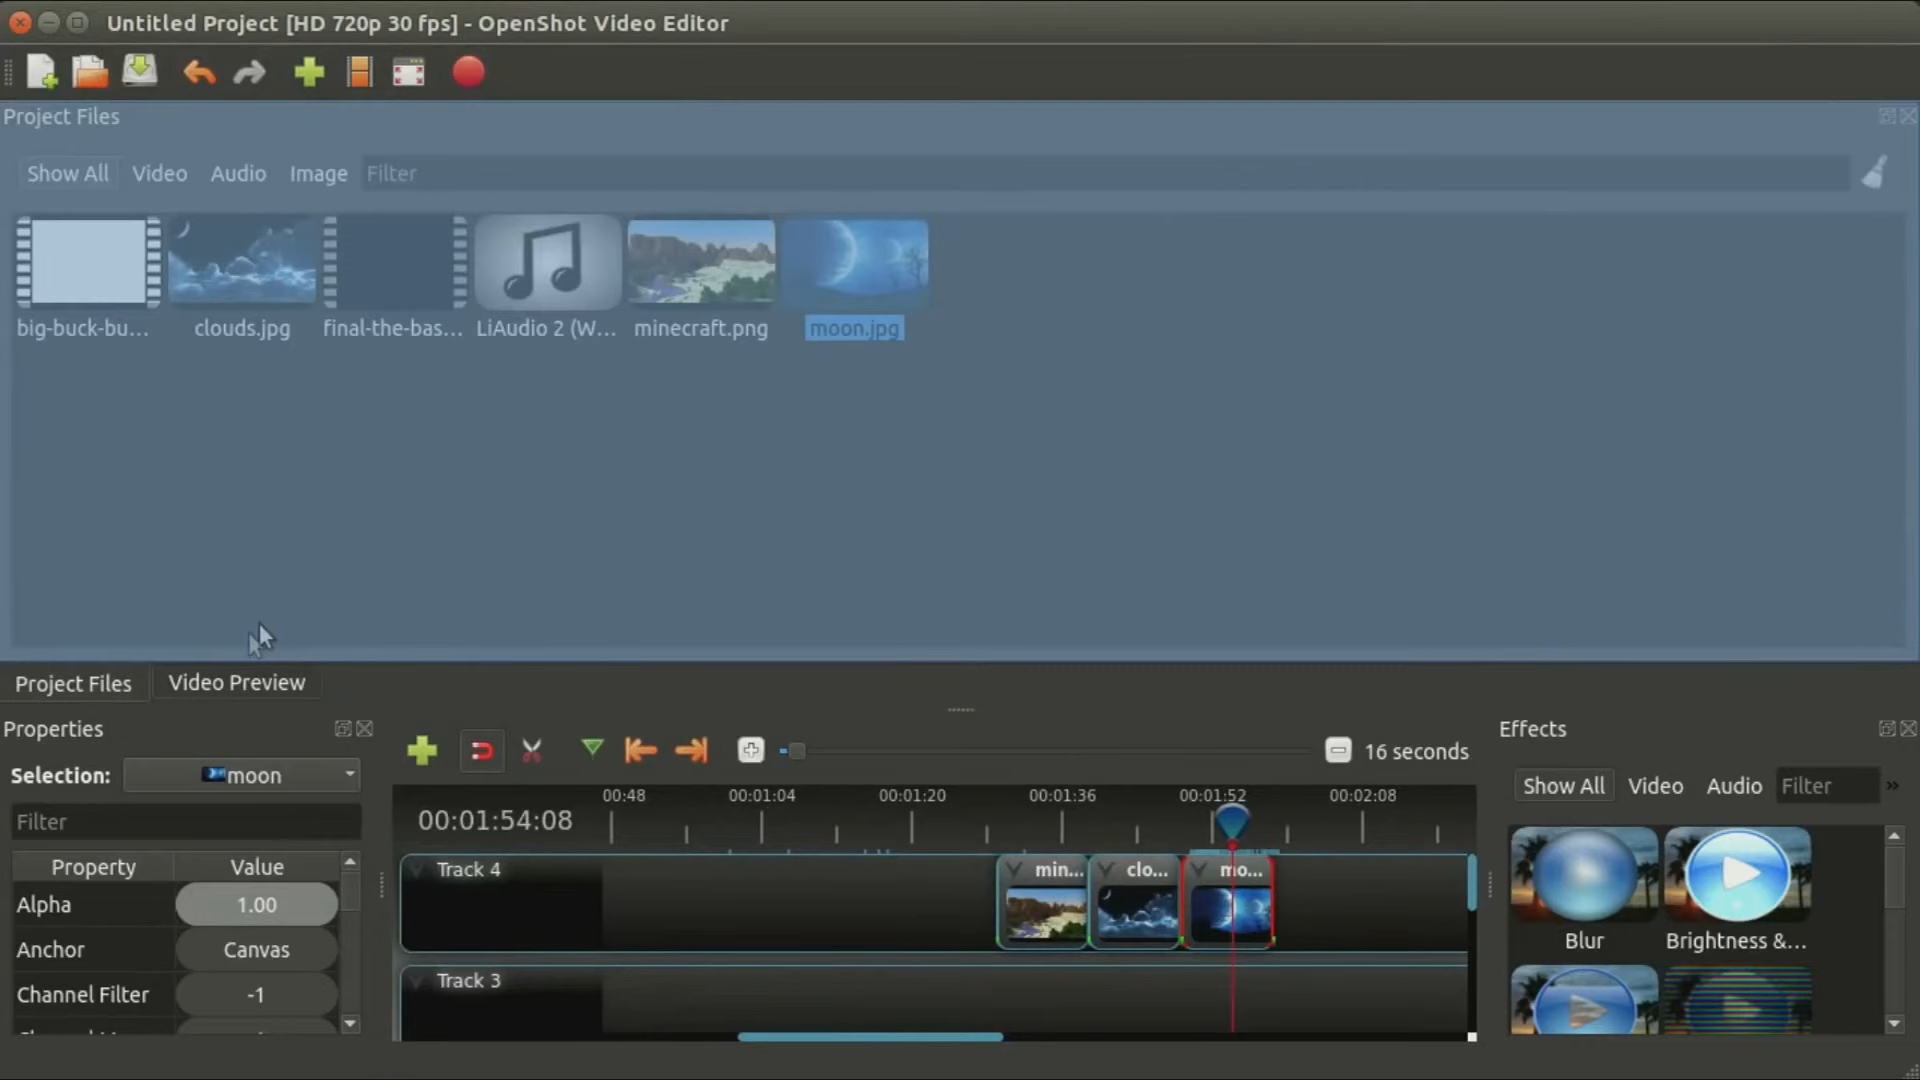 Untitled Project [HD 720p 30 fps] - OpenShot Video Editor
Project Files
Show All Video Audio Image Filter
big-buck-bu... clouds.jpg final-the-bas... LiAudio 2 (W... minecraft.png moon.jpg
Project Files Video Preview
Properties
Selection: moon
Filter
Property Value
Alpha 1.00
Anchor Canvas
Channel Filter -1
16 seconds
00:48 00:01:04 00:01:20 00:01:36 00:01:52 00:02:08
00:01:54:08
Track 4
min... clo... mo...
Track 3
Effects
Show All Video Audio Filter »
Blur Brightness &...